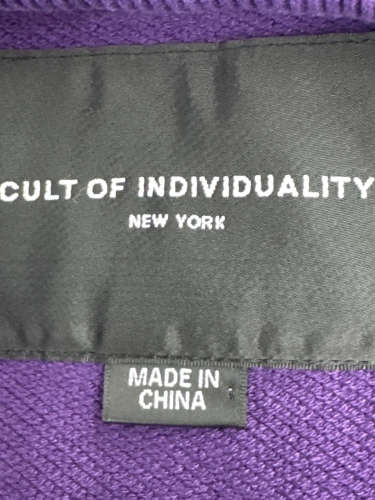 CULT OF INDIVIDUALITY
NEW YORK
MADE IN
CHINA